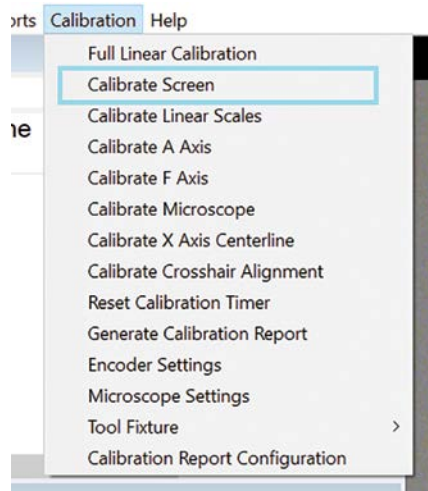 Calibration Help
Full Linear Calibration
Calibrate Screen
Calibrate Linear Scales
Calibrate A Axis
Calibrate F Axis
Calibrate Microscope
Calibrate X Axis Centerline
Calibrate Crosshair Alignment
Reset Calibration Timer
Generate Calibration Report
Encoder Settings
Microscope Settings
Tool Fixture
Calibration Report Configuration